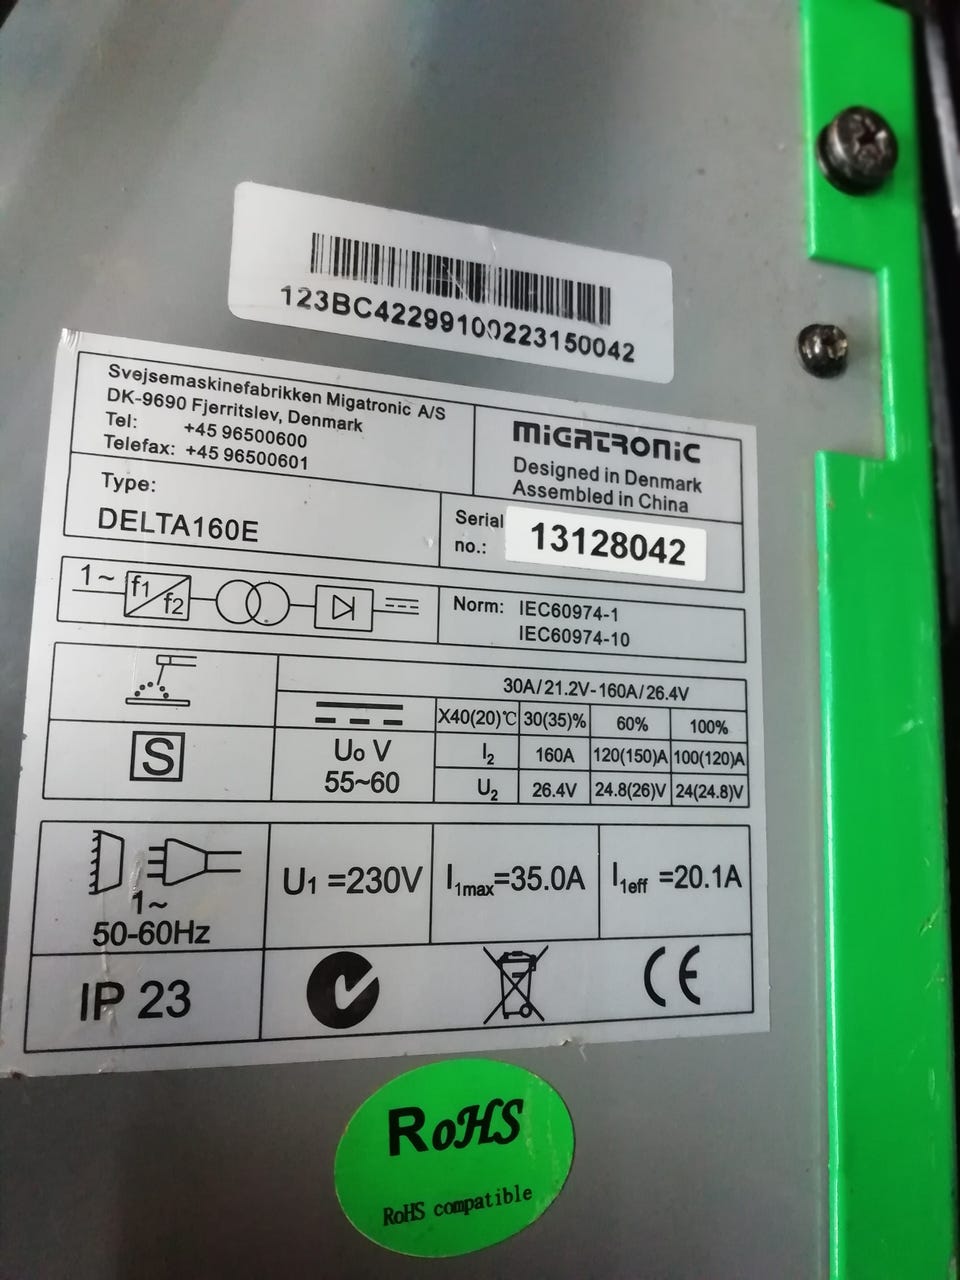 123BC42299100223150042
Svejsemaskinefabrikken Migatronic A/S
DK-9690 Fjerritslev, Denmark
Tel: +45 96500600
Telefax: +45 96500601
MIGATRONIC
Designed in Denmark
Assembled in China
Type:
DELTA160E
Serial no.: 13128042
1~ f1 f2
Norm: IEC60974-1
IEC60974-10
30A/21.2V-160A/26.4V
X40(20)℃ 30(35)% 60% 100%
S
U₀ V
55~60
I₂ 160A 120(150)A 100(120)A
U₂ 26.4V 24.8(26)V 24(24.8)V
1~
50-60Hz
U₁ =230V
I₁max=35.0A
I₁eff =20.1A
IP 23
CE
RoHS
RoHS compatible